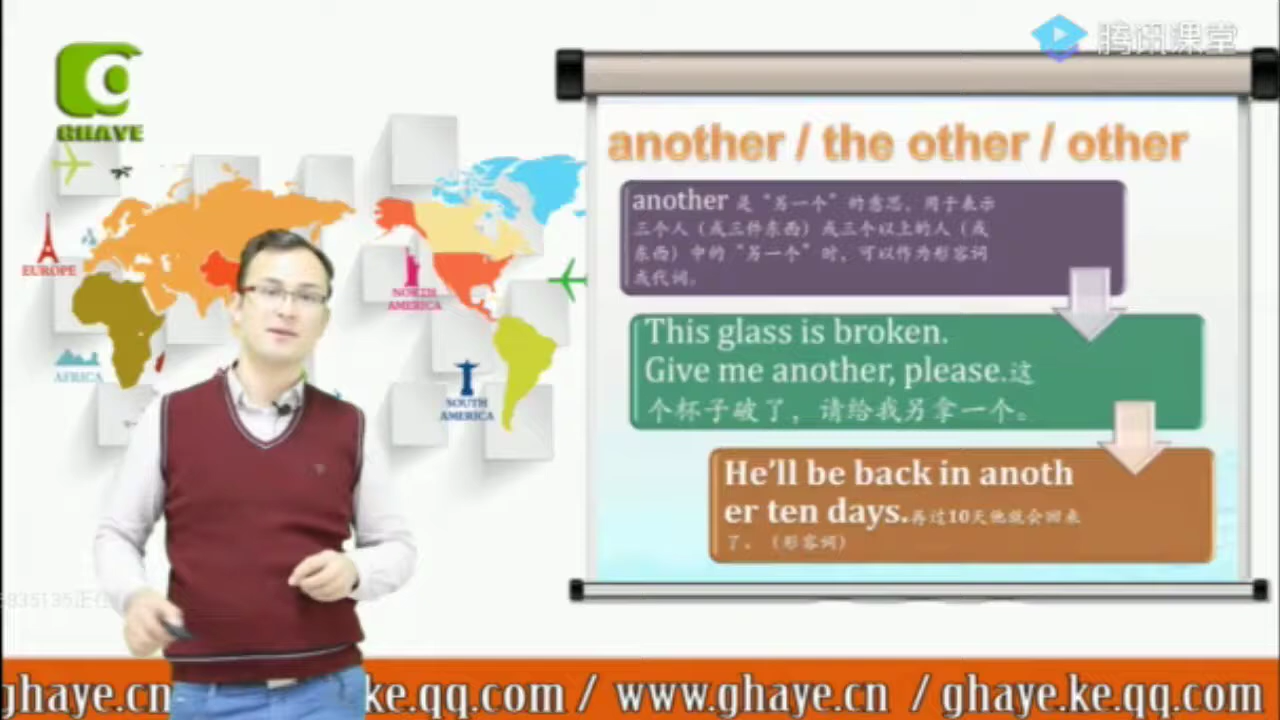 腾讯课堂
GHAYE
another / the other / other
another 是“另一个”的意思，用于表示
三个人（或三件东西）或三个以上的人（或
东西）中的“另一个”时，可以作为形容词
或代词。
EUROPE
NORTH
AMERICA
This glass is broken.
Give me another, please.这
个杯子破了，请给我另拿一个。
AFRICA
SOUTH
AMERICA
He'll be back in anoth
er ten days.再过10天他就会回来
了。（形容词）
ghaye.cn
ke.qq.com / www.ghaye.cn / ghaye.ke.qq.com